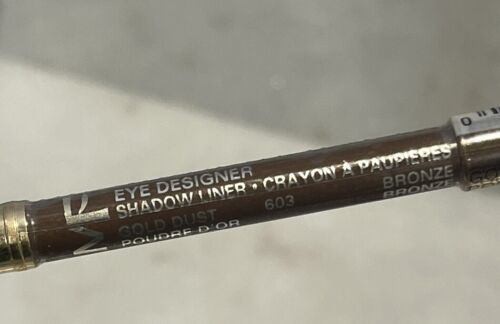 EYE DESIGNER
SHADOW LINER • CRAYON À PAUPIÈRES
GOLD DUST 603 BRONZE
POUDRE D'OR BRONZE